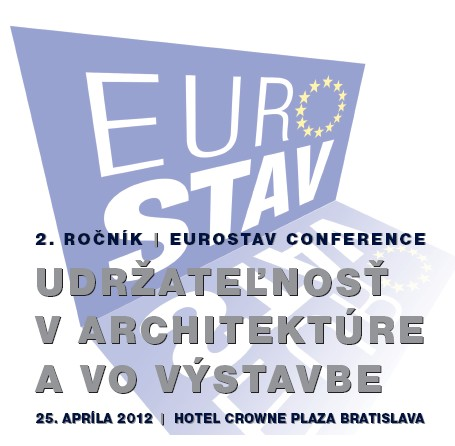 EURO
STAV
2. ROČNÍK | EUROSTAV CONFERENCE
UDRŽATEĽNOSŤ
V ARCHITEKTÚRE
A VO VÝSTAVBE
25. APRÍLA 2012 | HOTEL CROWNE PLAZA BRATISLAVA